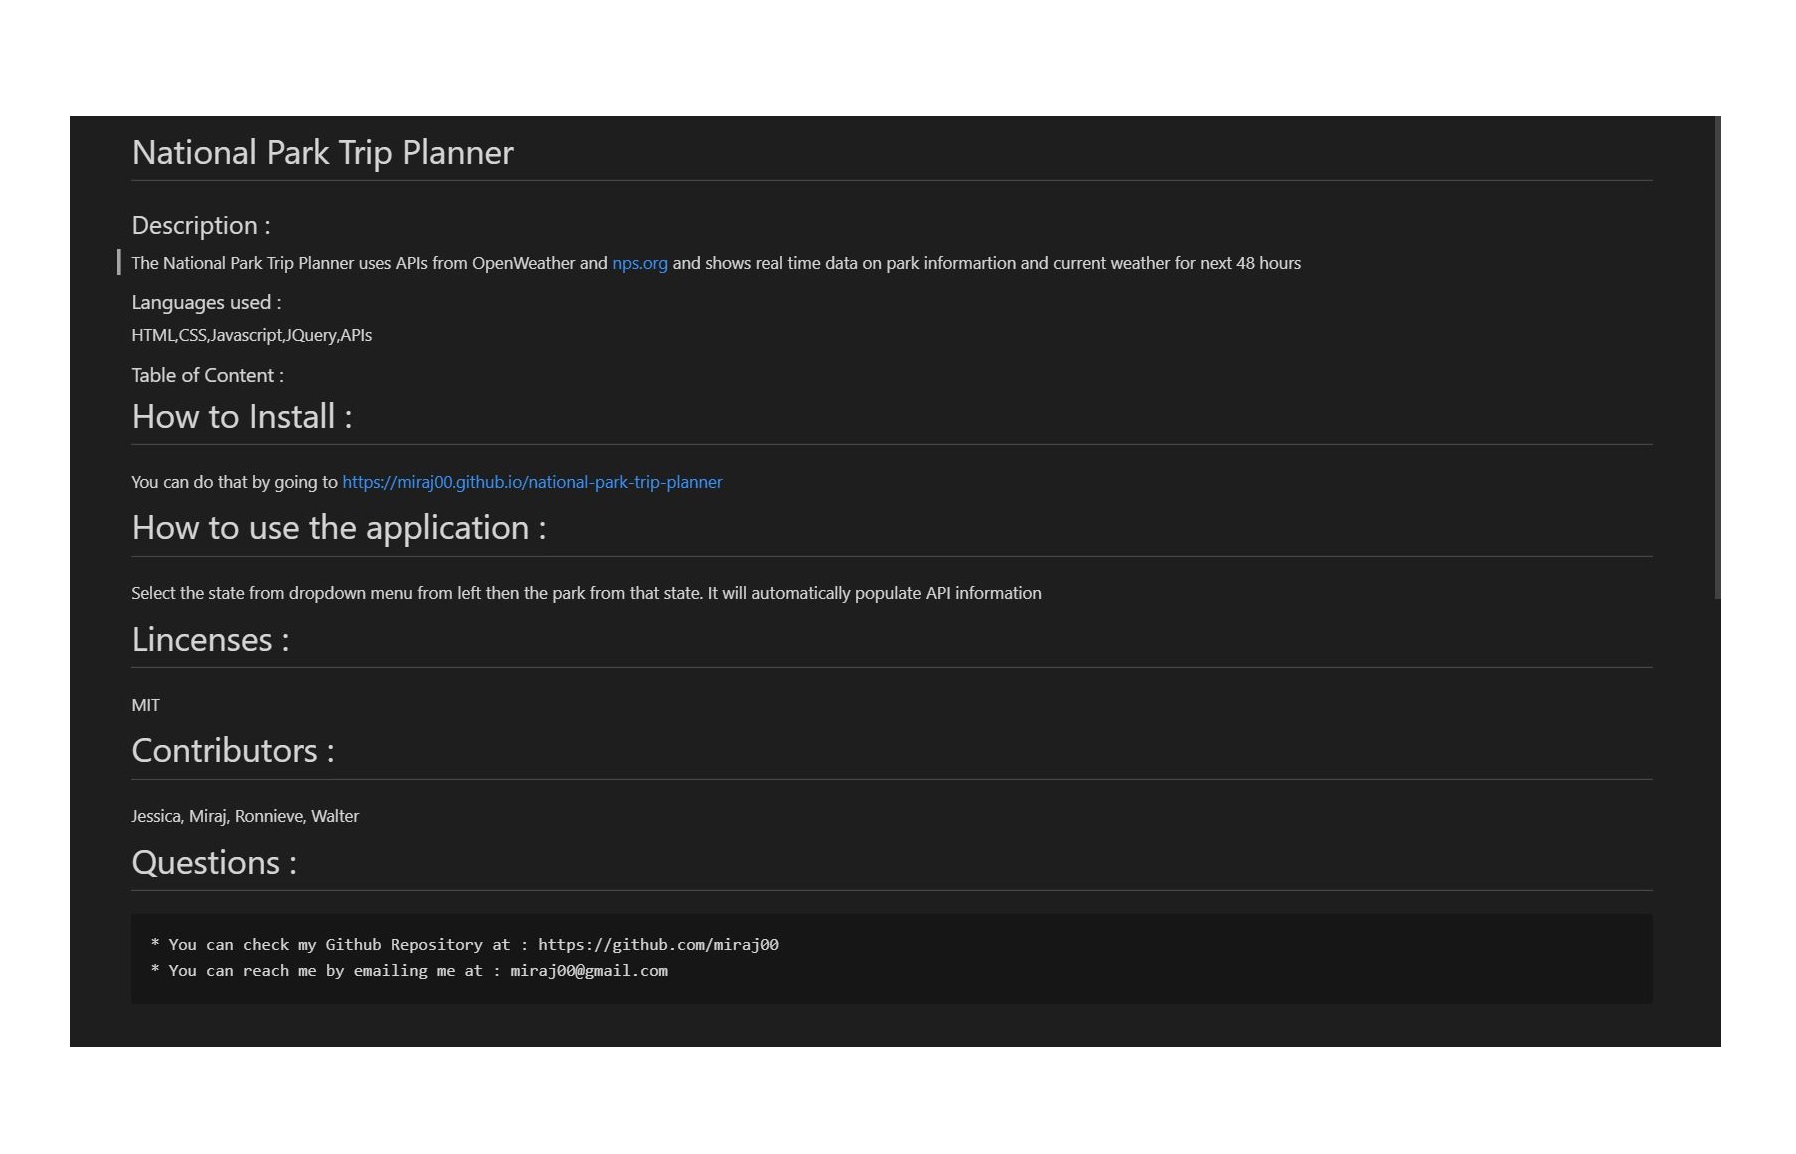 National Park Trip Planner
Description :
The National Park Trip Planner uses APIs from OpenWeather and nps.org and shows real time data on park informartion and current weather for next 48 hours
Languages used :
HTML,CSS,Javascript,JQuery,APIs
Table of Content :
How to Install :
You can do that by going to https://miraj00.github.io/national-park-trip-planner
How to use the application :
Select the state from dropdown menu from left then the park from that state. It will automatically populate API information
Lincenses :
MIT
Contributors :
Jessica, Miraj, Ronnieve, Walter
Questions :
* You can check my Github Repository at : https://github.com/miraj00
* You can reach me by emailing me at : miraj00@gmail.com